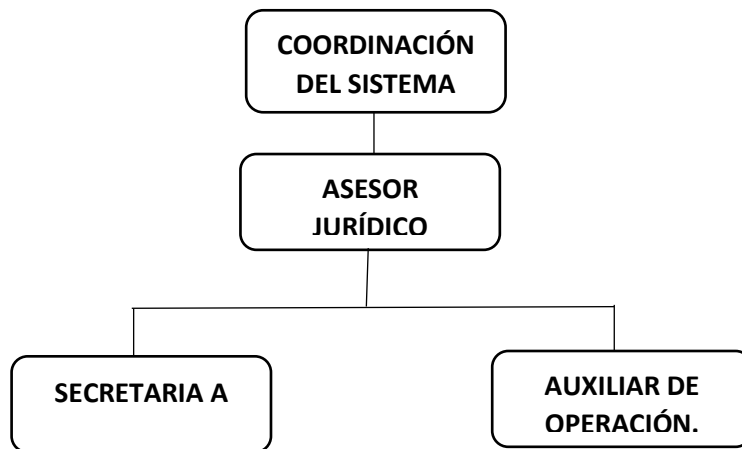 COORDINACIÓN
DEL SISTEMA
ASESOR
JURÍDICO
SECRETARIA A
AUXILIAR DE
OPERACIÓN.